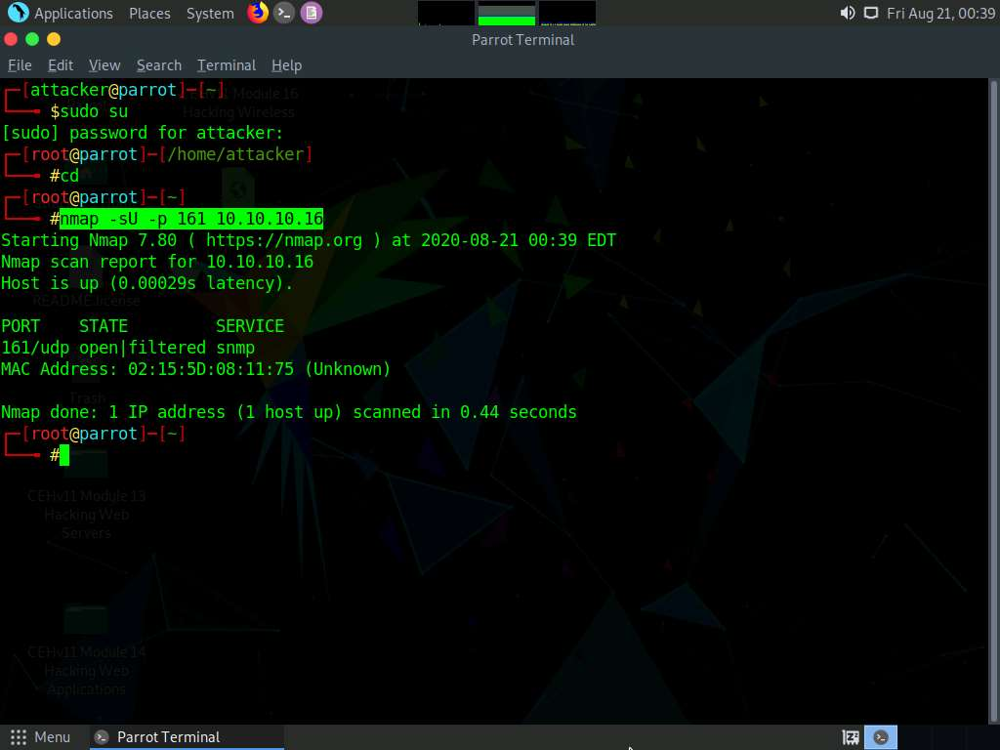 Applications Places System Fri Aug 21, 00:39
Parrot Terminal
File Edit View Search Terminal Help
[attacker@parrot]-[~]
$sudo su
[sudo] password for attacker:
[root@parrot]-[/home/attacker]
#cd
[root@parrot]-[~]
#nmap -sU -p 161 10.10.10.16
Starting Nmap 7.80 ( https://nmap.org ) at 2020-08-21 00:39 EDT
Nmap scan report for 10.10.10.16
Host is up (0.00029s latency).
README.license
PORT STATE SERVICE
161/udp open|filtered snmp
MAC Address: 02:15:5D:08:11:75 (Unknown)
Trash
Nmap done: 1 IP address (1 host up) scanned in 0.44 seconds
[root@parrot]-[~]
#
CEHv11 Module 13
Hacking Web
Servers
CEHv11 Module 14
Hacking Web
Applications
Module 16
Hacking Wireless
Menu Parrot Terminal